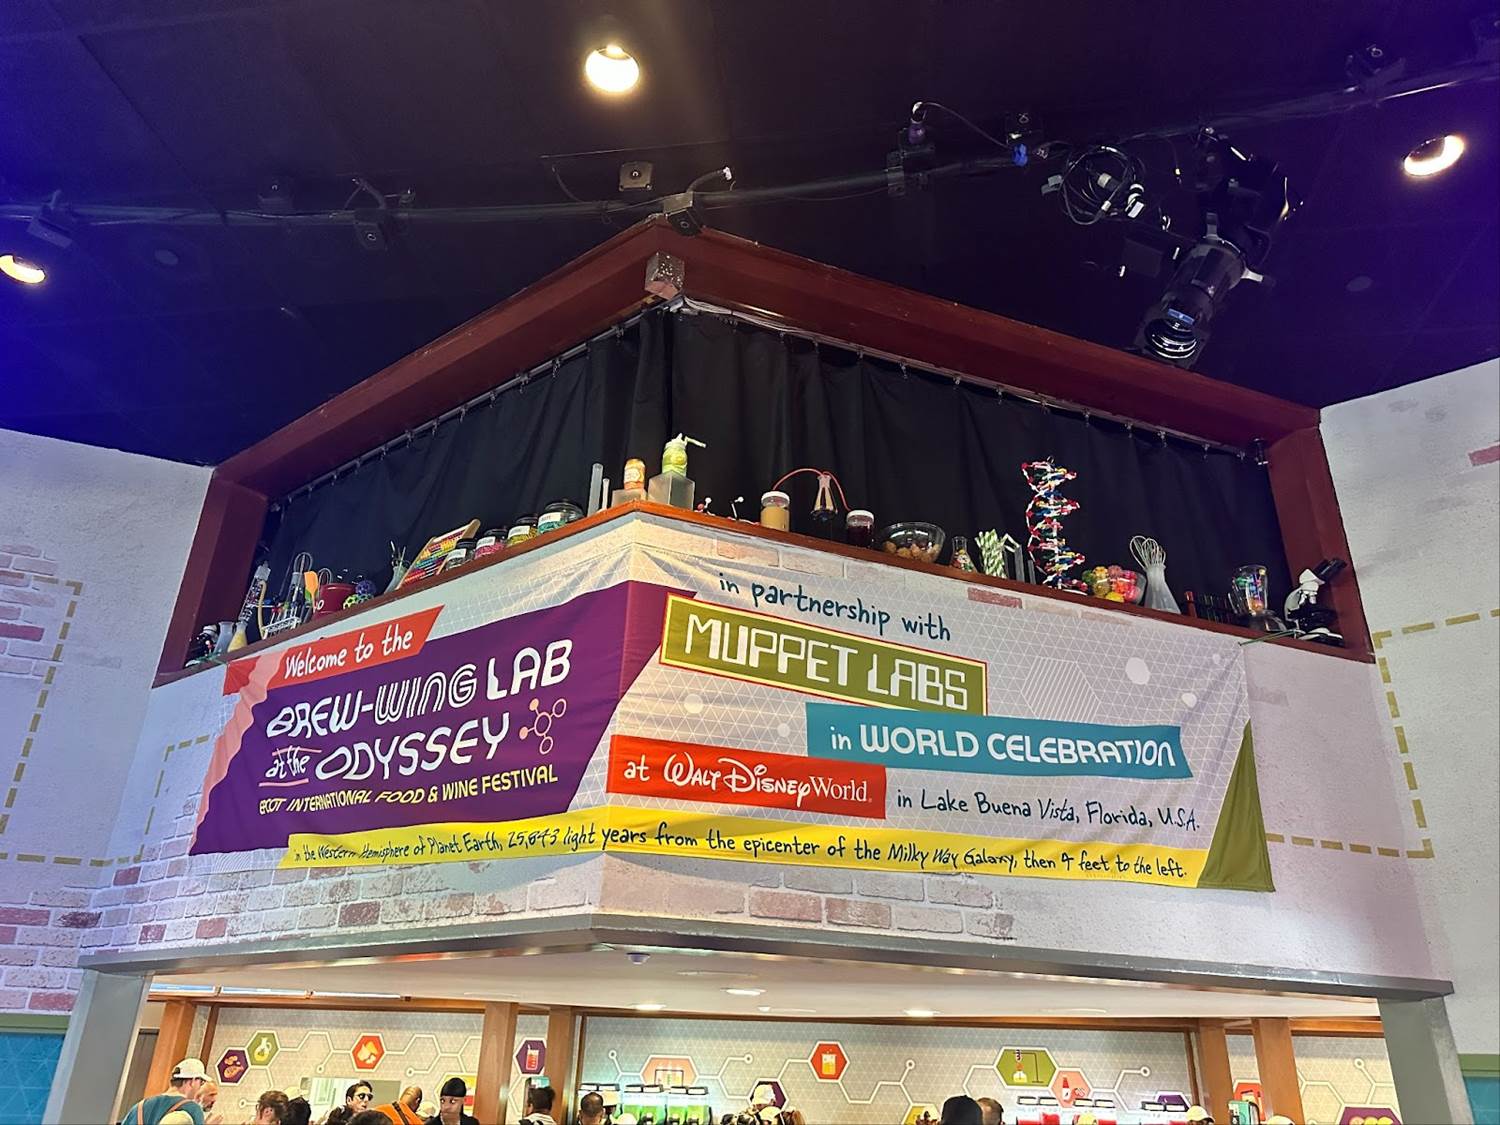 Welcome to the
BREW-WING LAB
at the ODYSSEY
EPCOT INTERNATIONAL FOOD & WINE FESTIVAL
in partnership with
MUPPET LABS
in WORLD CELEBRATION
at Walt Disney World®
in Lake Buena Vista, Florida, U.S.A.
in the Western Hemisphere of Planet Earth, 25,843 light years from the epicenter of the Milky Way Galaxy, then 4 feet to the left.